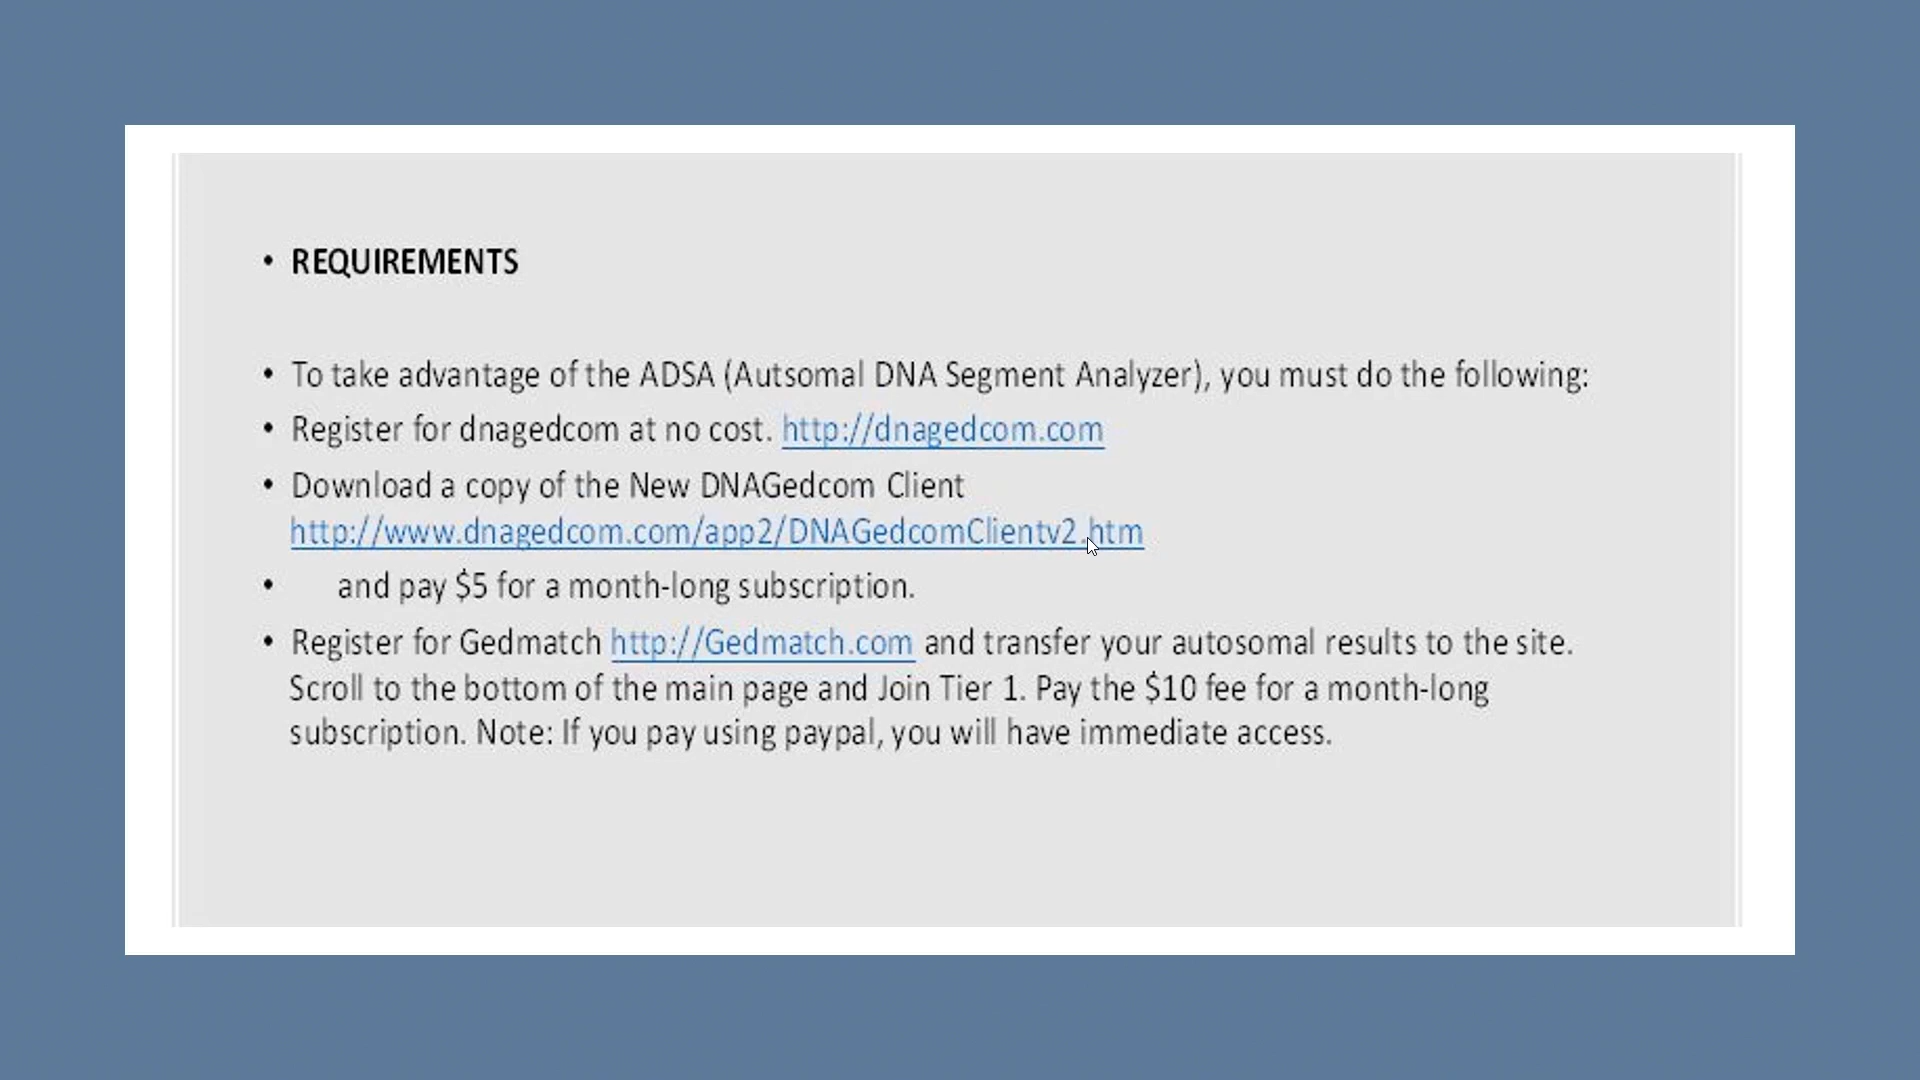 • REQUIREMENTS
• To take advantage of the ADSA (Autsomal DNA Segment Analyzer), you must do the following:
• Register for dnagedcom at no cost. http://dnagedcom.com
• Download a copy of the New DNAGedcom Client
http://www.dnagedcom.com/app2/DNAGedcomClientv2.htm
• and pay $5 for a month-long subscription.
• Register for Gedmatch http://Gedmatch.com and transfer your autosomal results to the site.
Scroll to the bottom of the main page and Join Tier 1. Pay the $10 fee for a month-long
subscription. Note: If you pay using paypal, you will have immediate access.